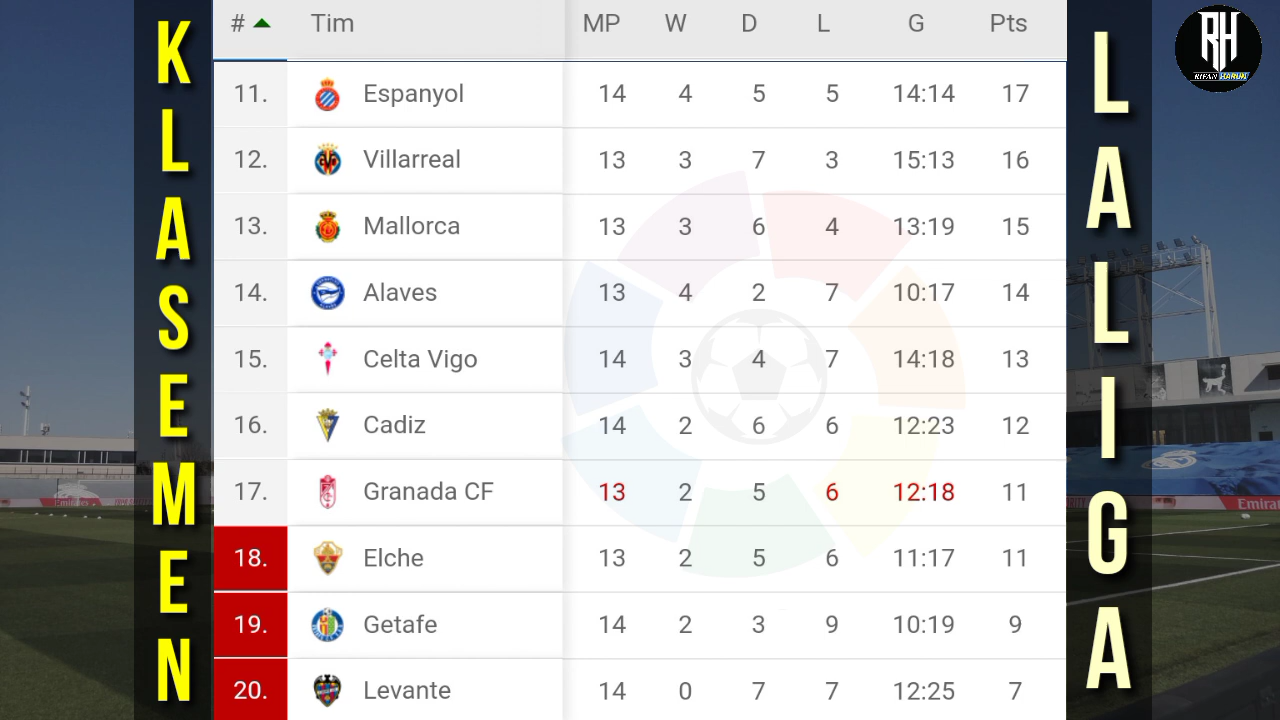 KLASEMEN
# Tim MP W D L G Pts
11. Espanyol 14 4 5 5 14:14 17
12. Villarreal 13 3 7 3 15:13 16
13. Mallorca 13 3 6 4 13:19 15
14. Alaves 13 4 2 7 10:17 14
15. Celta Vigo 14 3 4 7 14:18 13
16. Cadiz 14 2 6 6 12:23 12
17. Granada CF 13 2 5 6 12:18 11
18. Elche 13 2 5 6 11:17 11
19. Getafe 14 2 3 9 10:19 9
20. Levante 14 0 7 7 12:25 7
LALIGA
RH
RIFAN HARUN
Emirates
Emirates